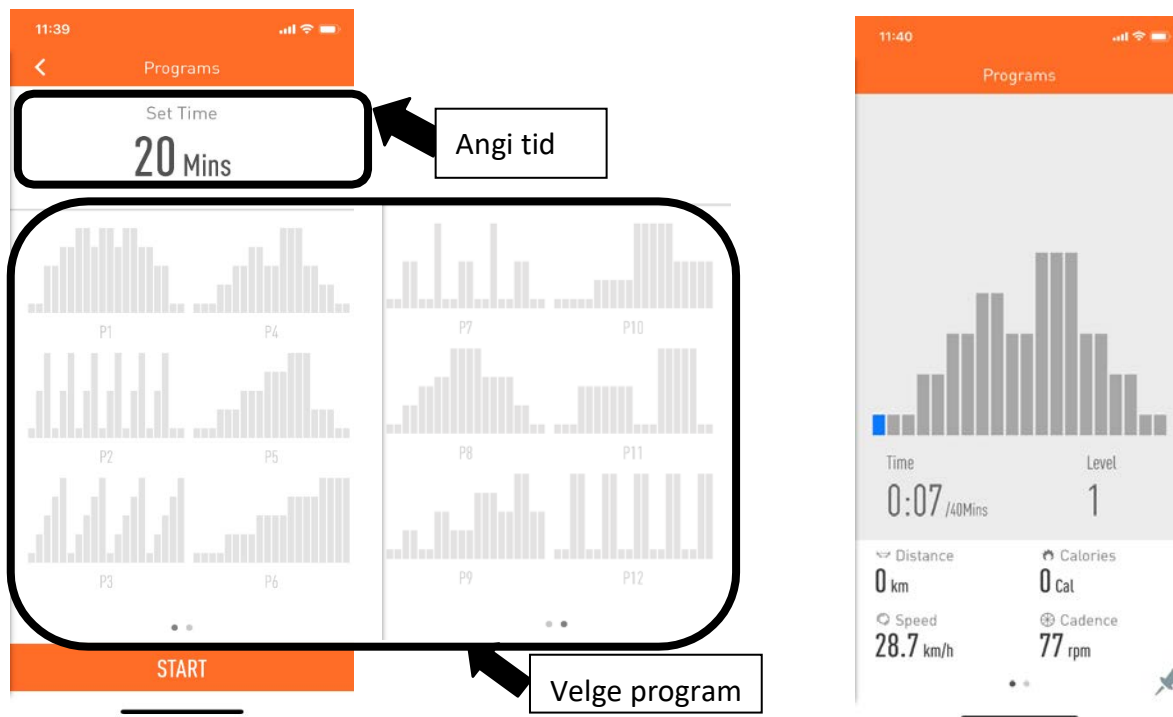 11:39
Programs
Set Time
20 Mins
Angi tid
P1 P4 P7 P10
P2 P5 P8 P11
P3 P6 P9 P12
START
Velge program
11:40
Programs
Time Level
0:07 /40Mins 1
Distance Calories
0 km 0 Cal
Speed Cadence
28.7 km/h 77 rpm